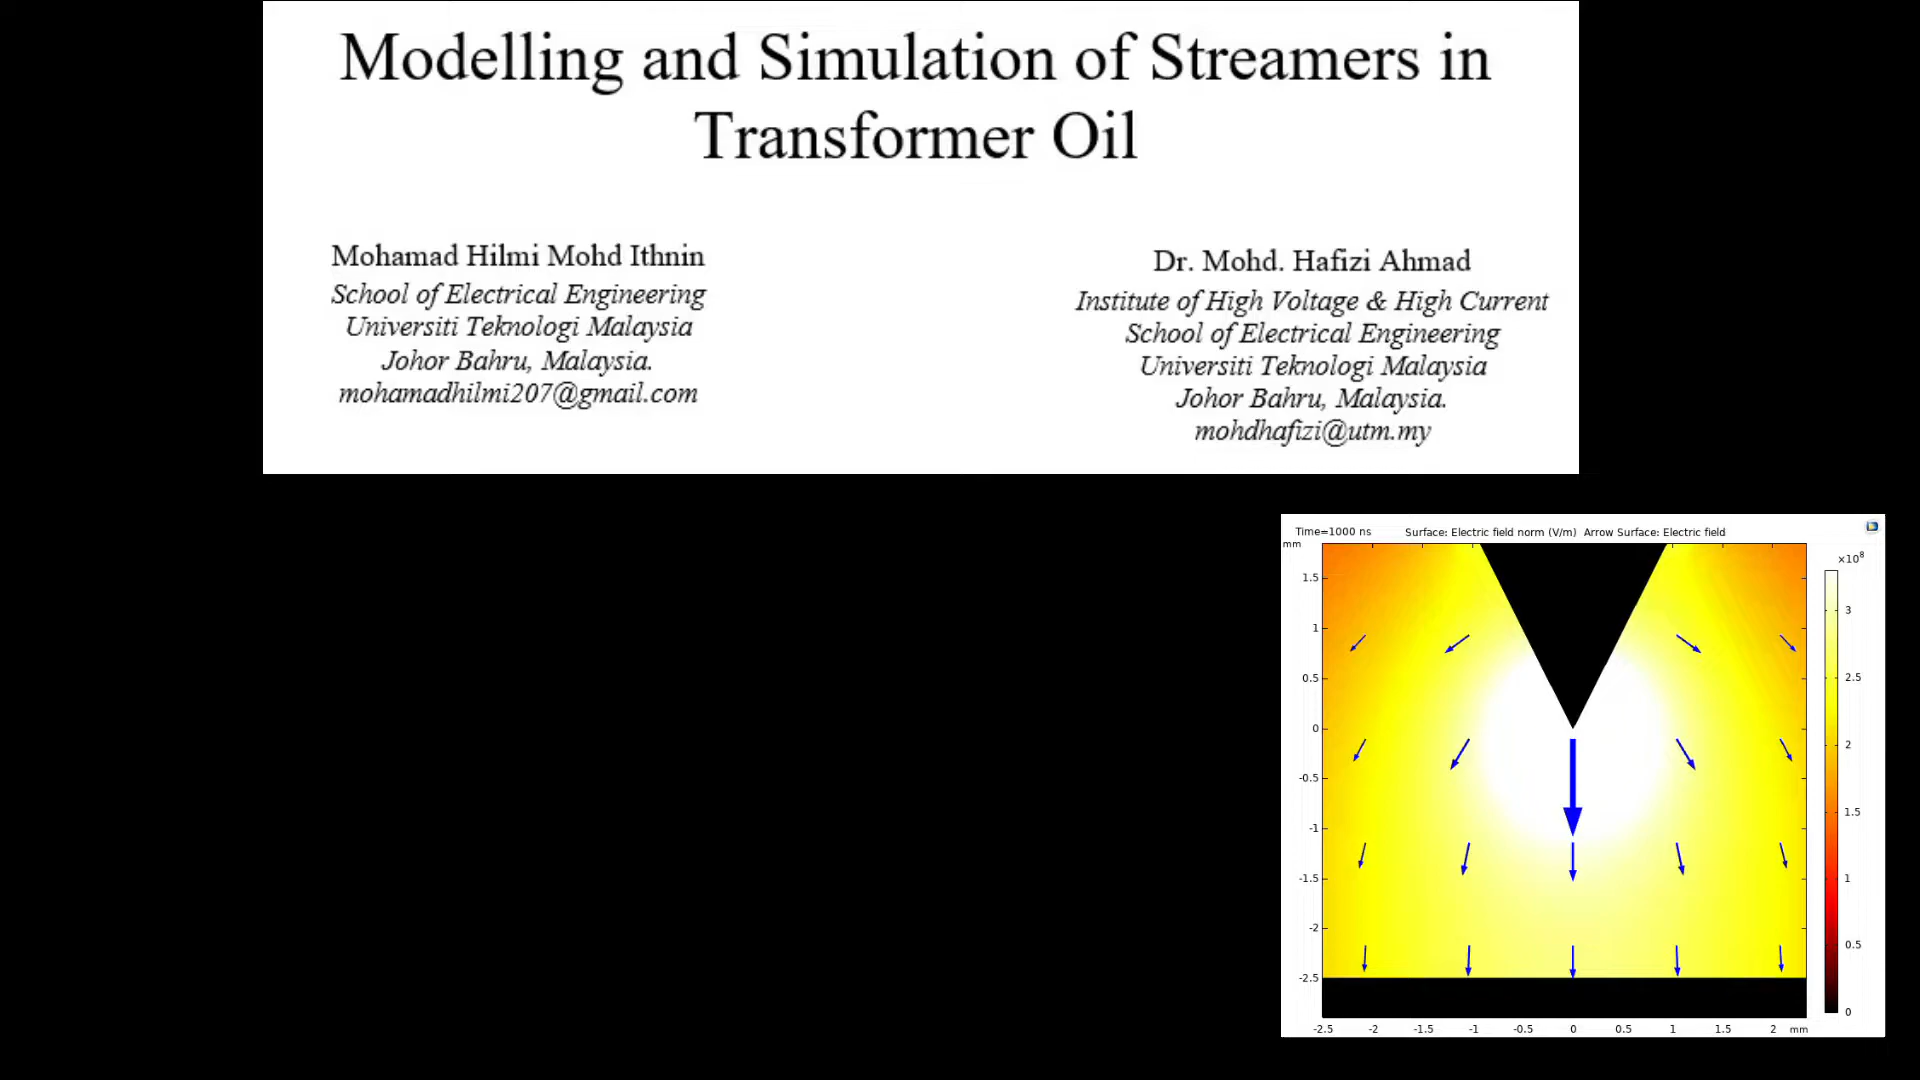 Modelling and Simulation of Streamers in
Transformer Oil
Mohamad Hilmi Mohd Ithnin
School of Electrical Engineering
Universiti Teknologi Malaysia
Johor Bahru, Malaysia.
mohamadhilmi207@gmail.com
Dr. Mohd. Hafizi Ahmad
Institute of High Voltage & High Current
School of Electrical Engineering
Universiti Teknologi Malaysia
Johor Bahru, Malaysia.
mohdhafizi@utm.my
Time=1000 ns Surface: Electric field norm (V/m) Arrow Surface: Electric field
mm
×10⁸
1.5
1
0.5
0
-0.5
-1
-1.5
-2
-2.5
3
2.5
2
1.5
1
0.5
0
-2.5 -2 -1.5 -1 -0.5 0 0.5 1 1.5 2 mm